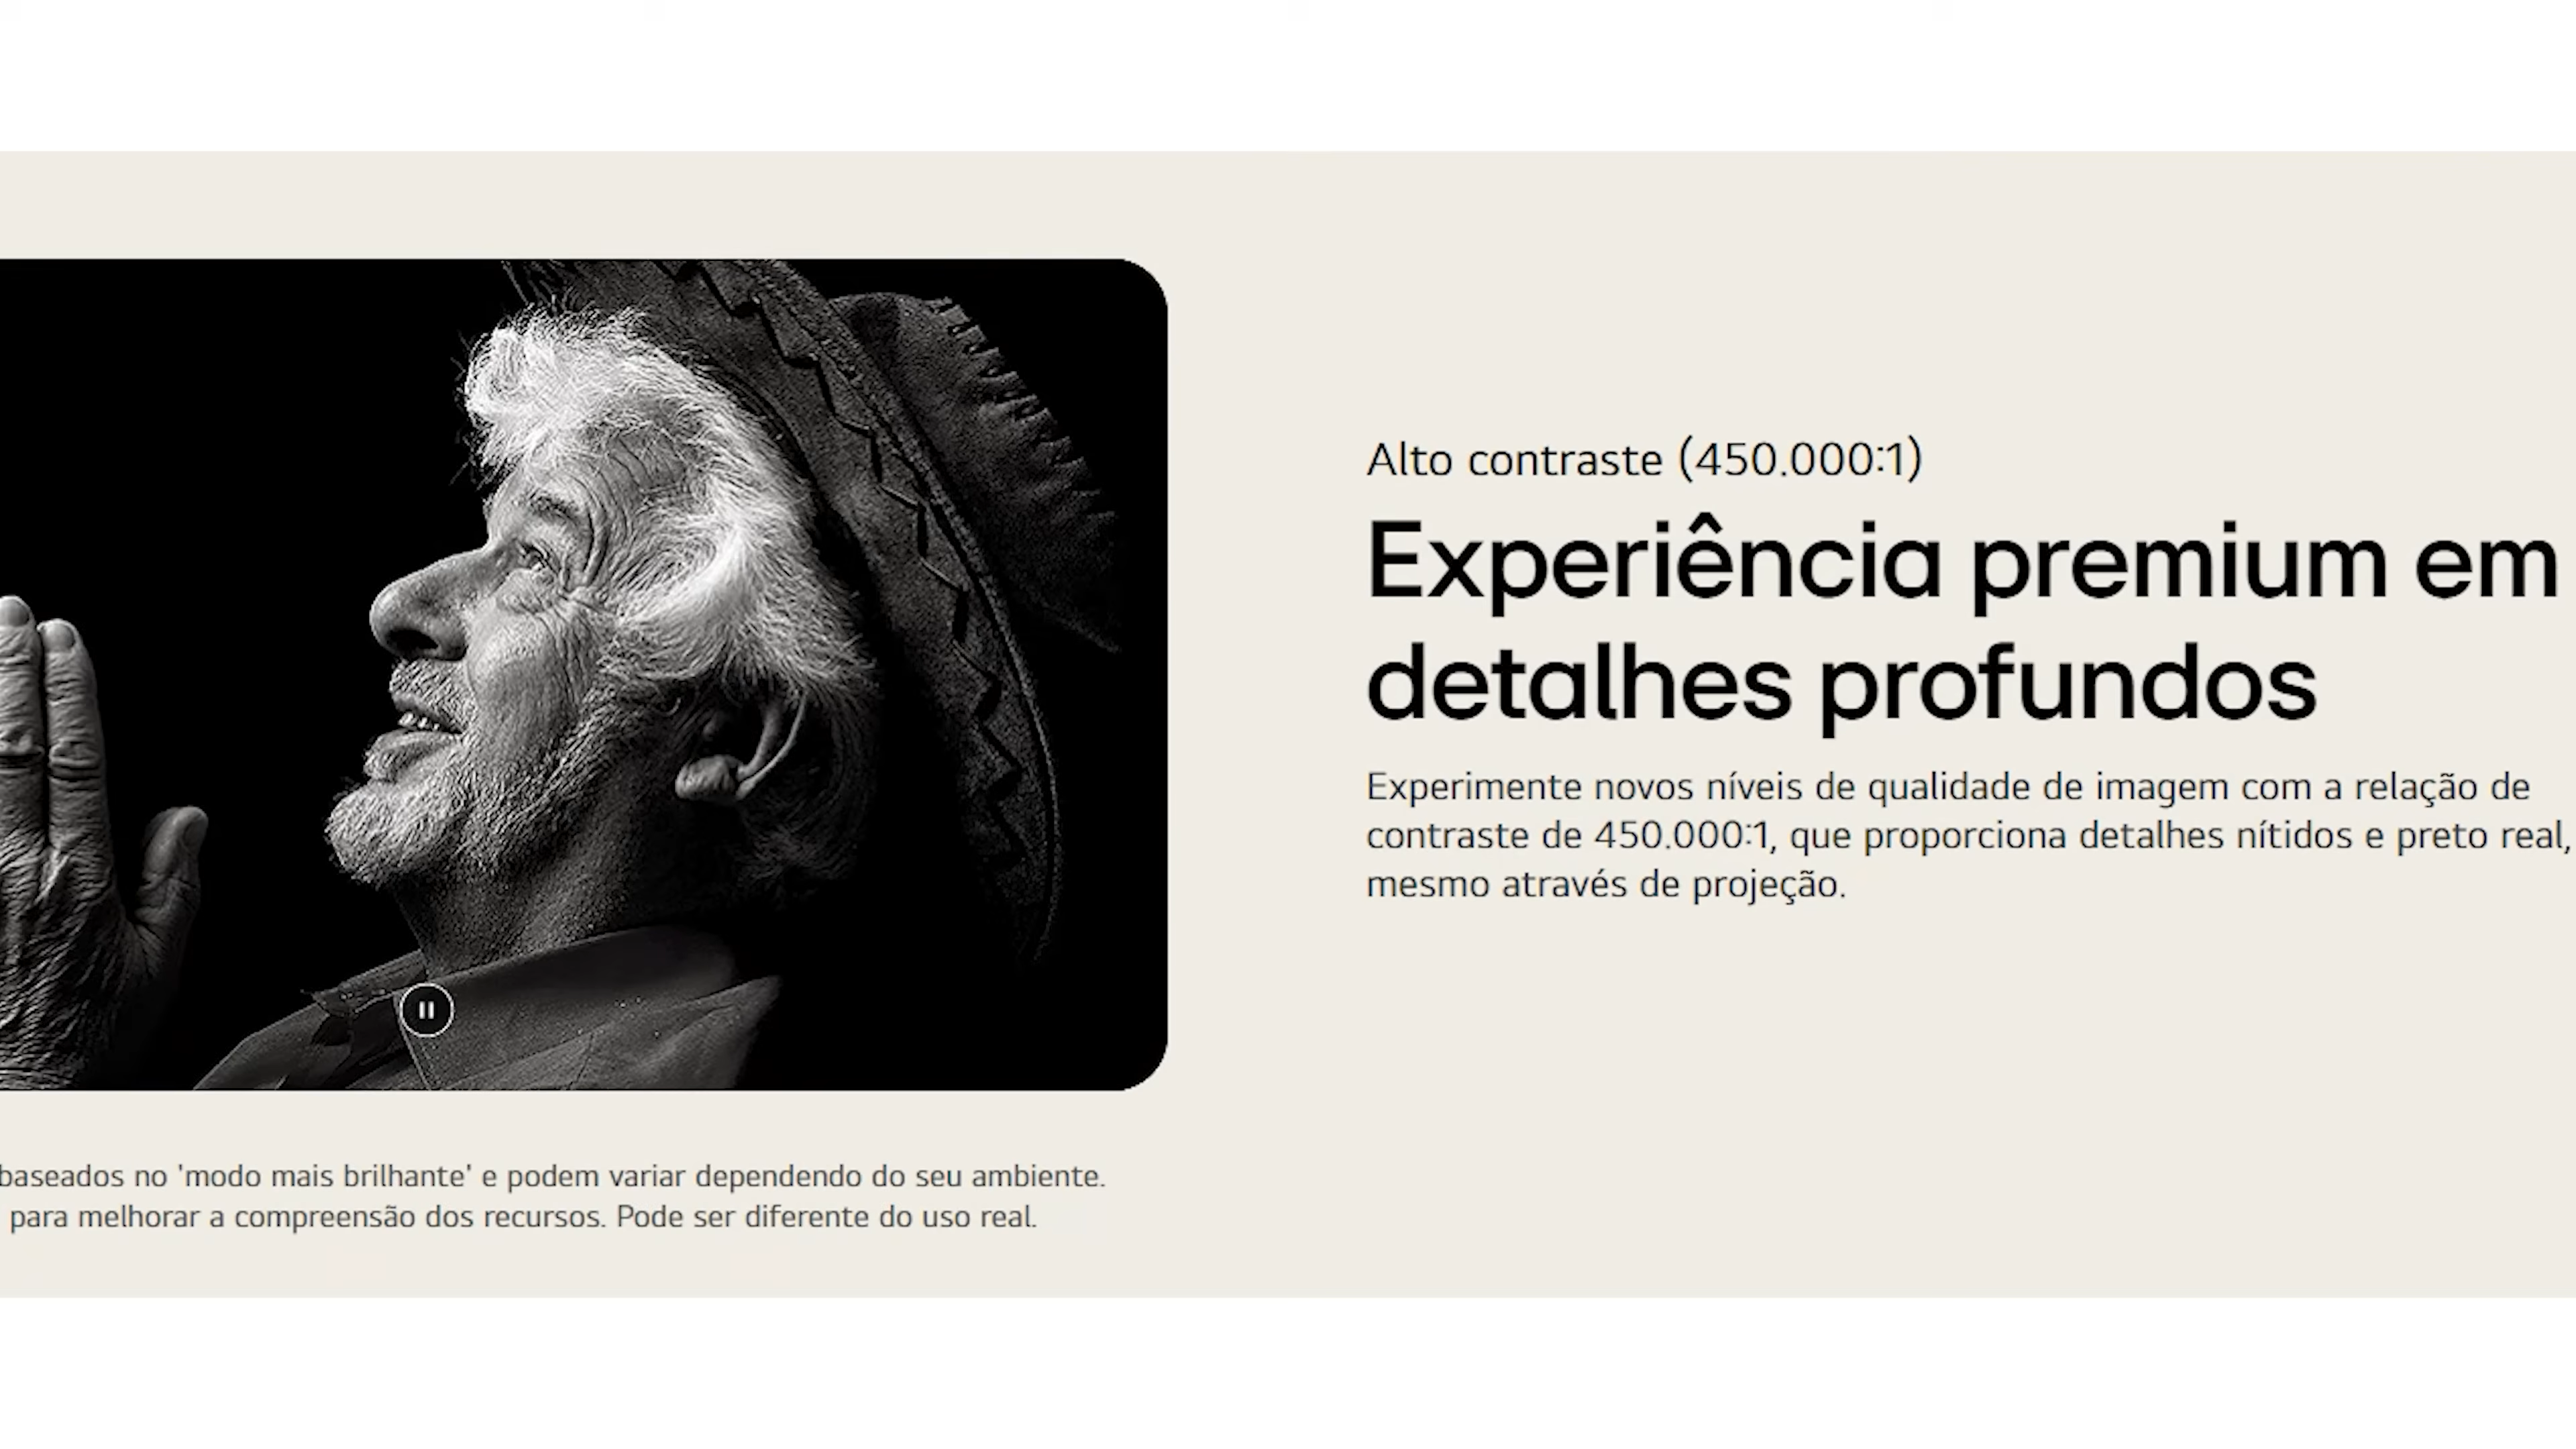 Alto contraste (450.000:1)
Experiência premium em
detalhes profundos
Experimente novos níveis de qualidade de imagem com a relação de
contraste de 450.000:1, que proporciona detalhes nítidos e preto real,
mesmo através de projeção.
baseados no 'modo mais brilhante' e podem variar dependendo do seu ambiente.
para melhorar a compreensão dos recursos. Pode ser diferente do uso real.